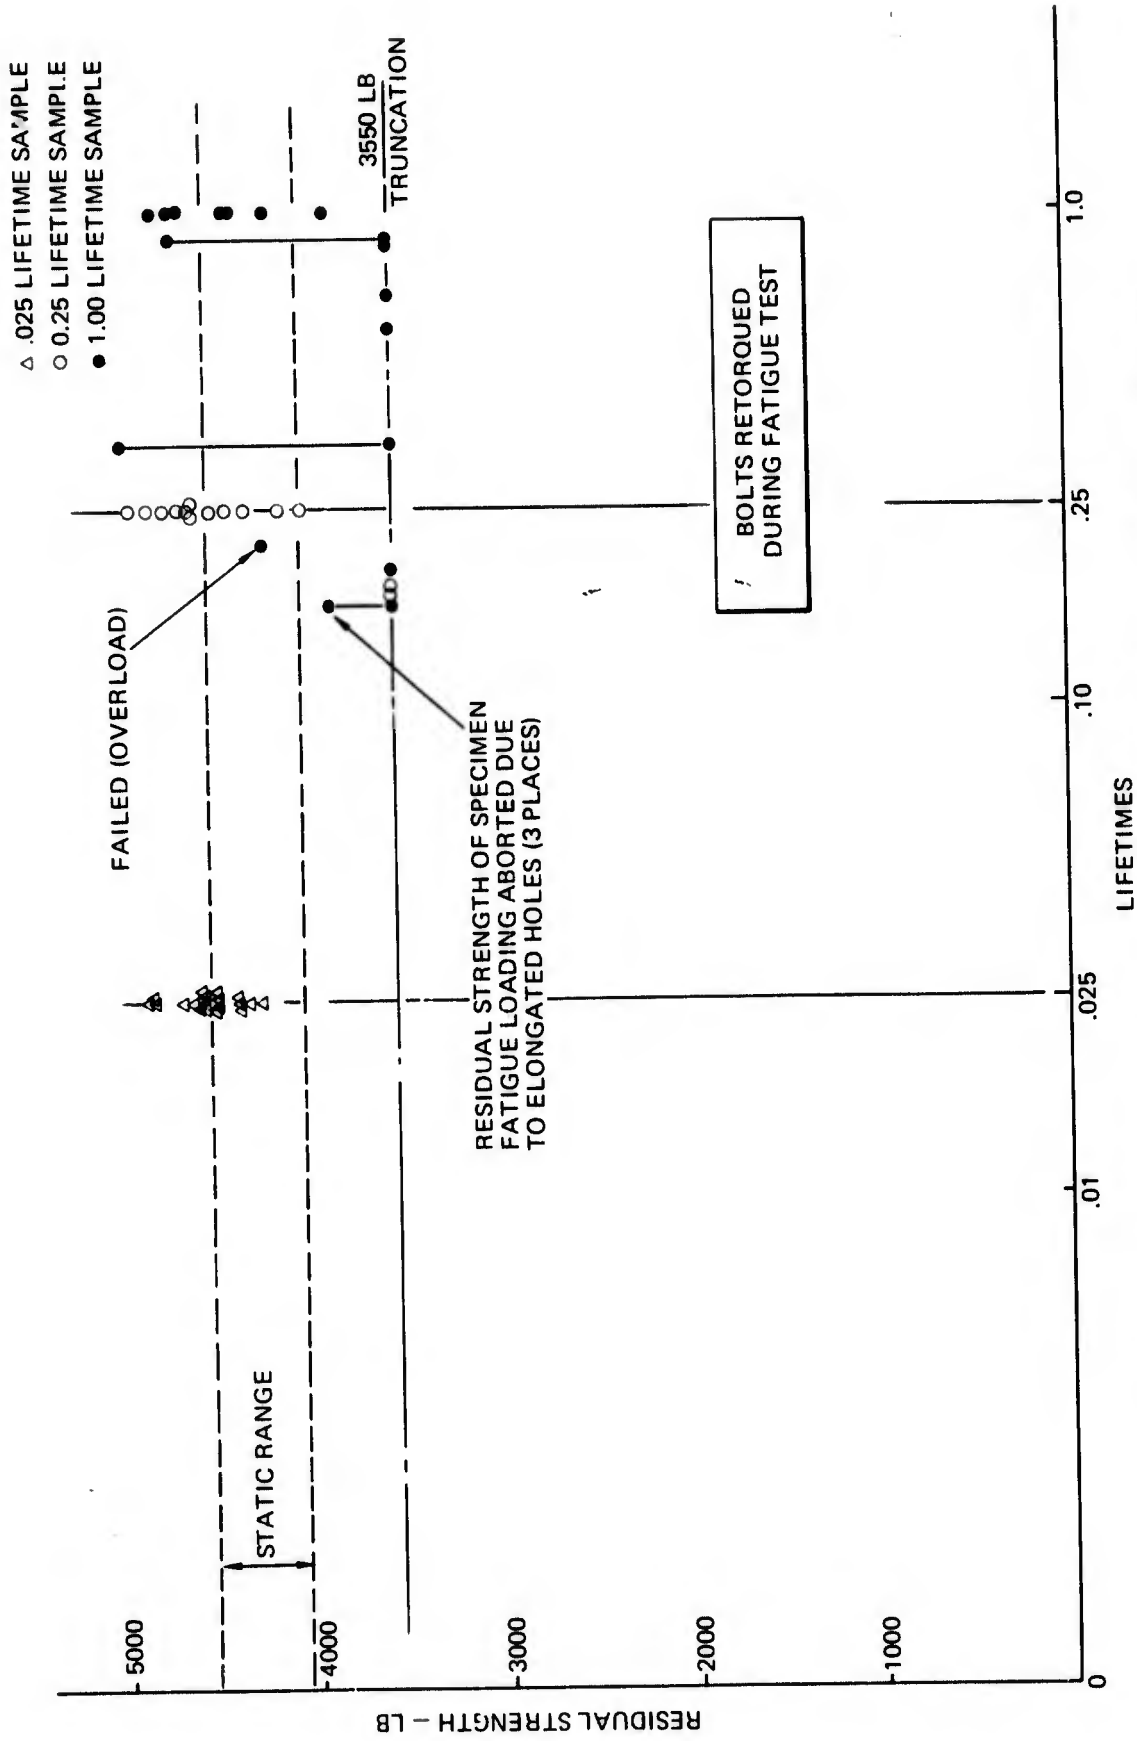 △ .025 LIFETIME SAMPLE
○ 0.25 LIFETIME SAMPLE
● 1.00 LIFETIME SAMPLE
3550 LB
TRUNCATION
FAILED (OVERLOAD)
STATIC RANGE
RESIDUAL STRENGTH OF SPECIMEN
FATIGUE LOADING ABORTED DUE
TO ELONGATED HOLES (3 PLACES)
BOLTS RETORQUED
DURING FATIGUE TEST
RESIDUAL STRENGTH – LB
5000
4000
3000
2000
1000
0
.01
.025
.10
.25
1.0
LIFETIMES